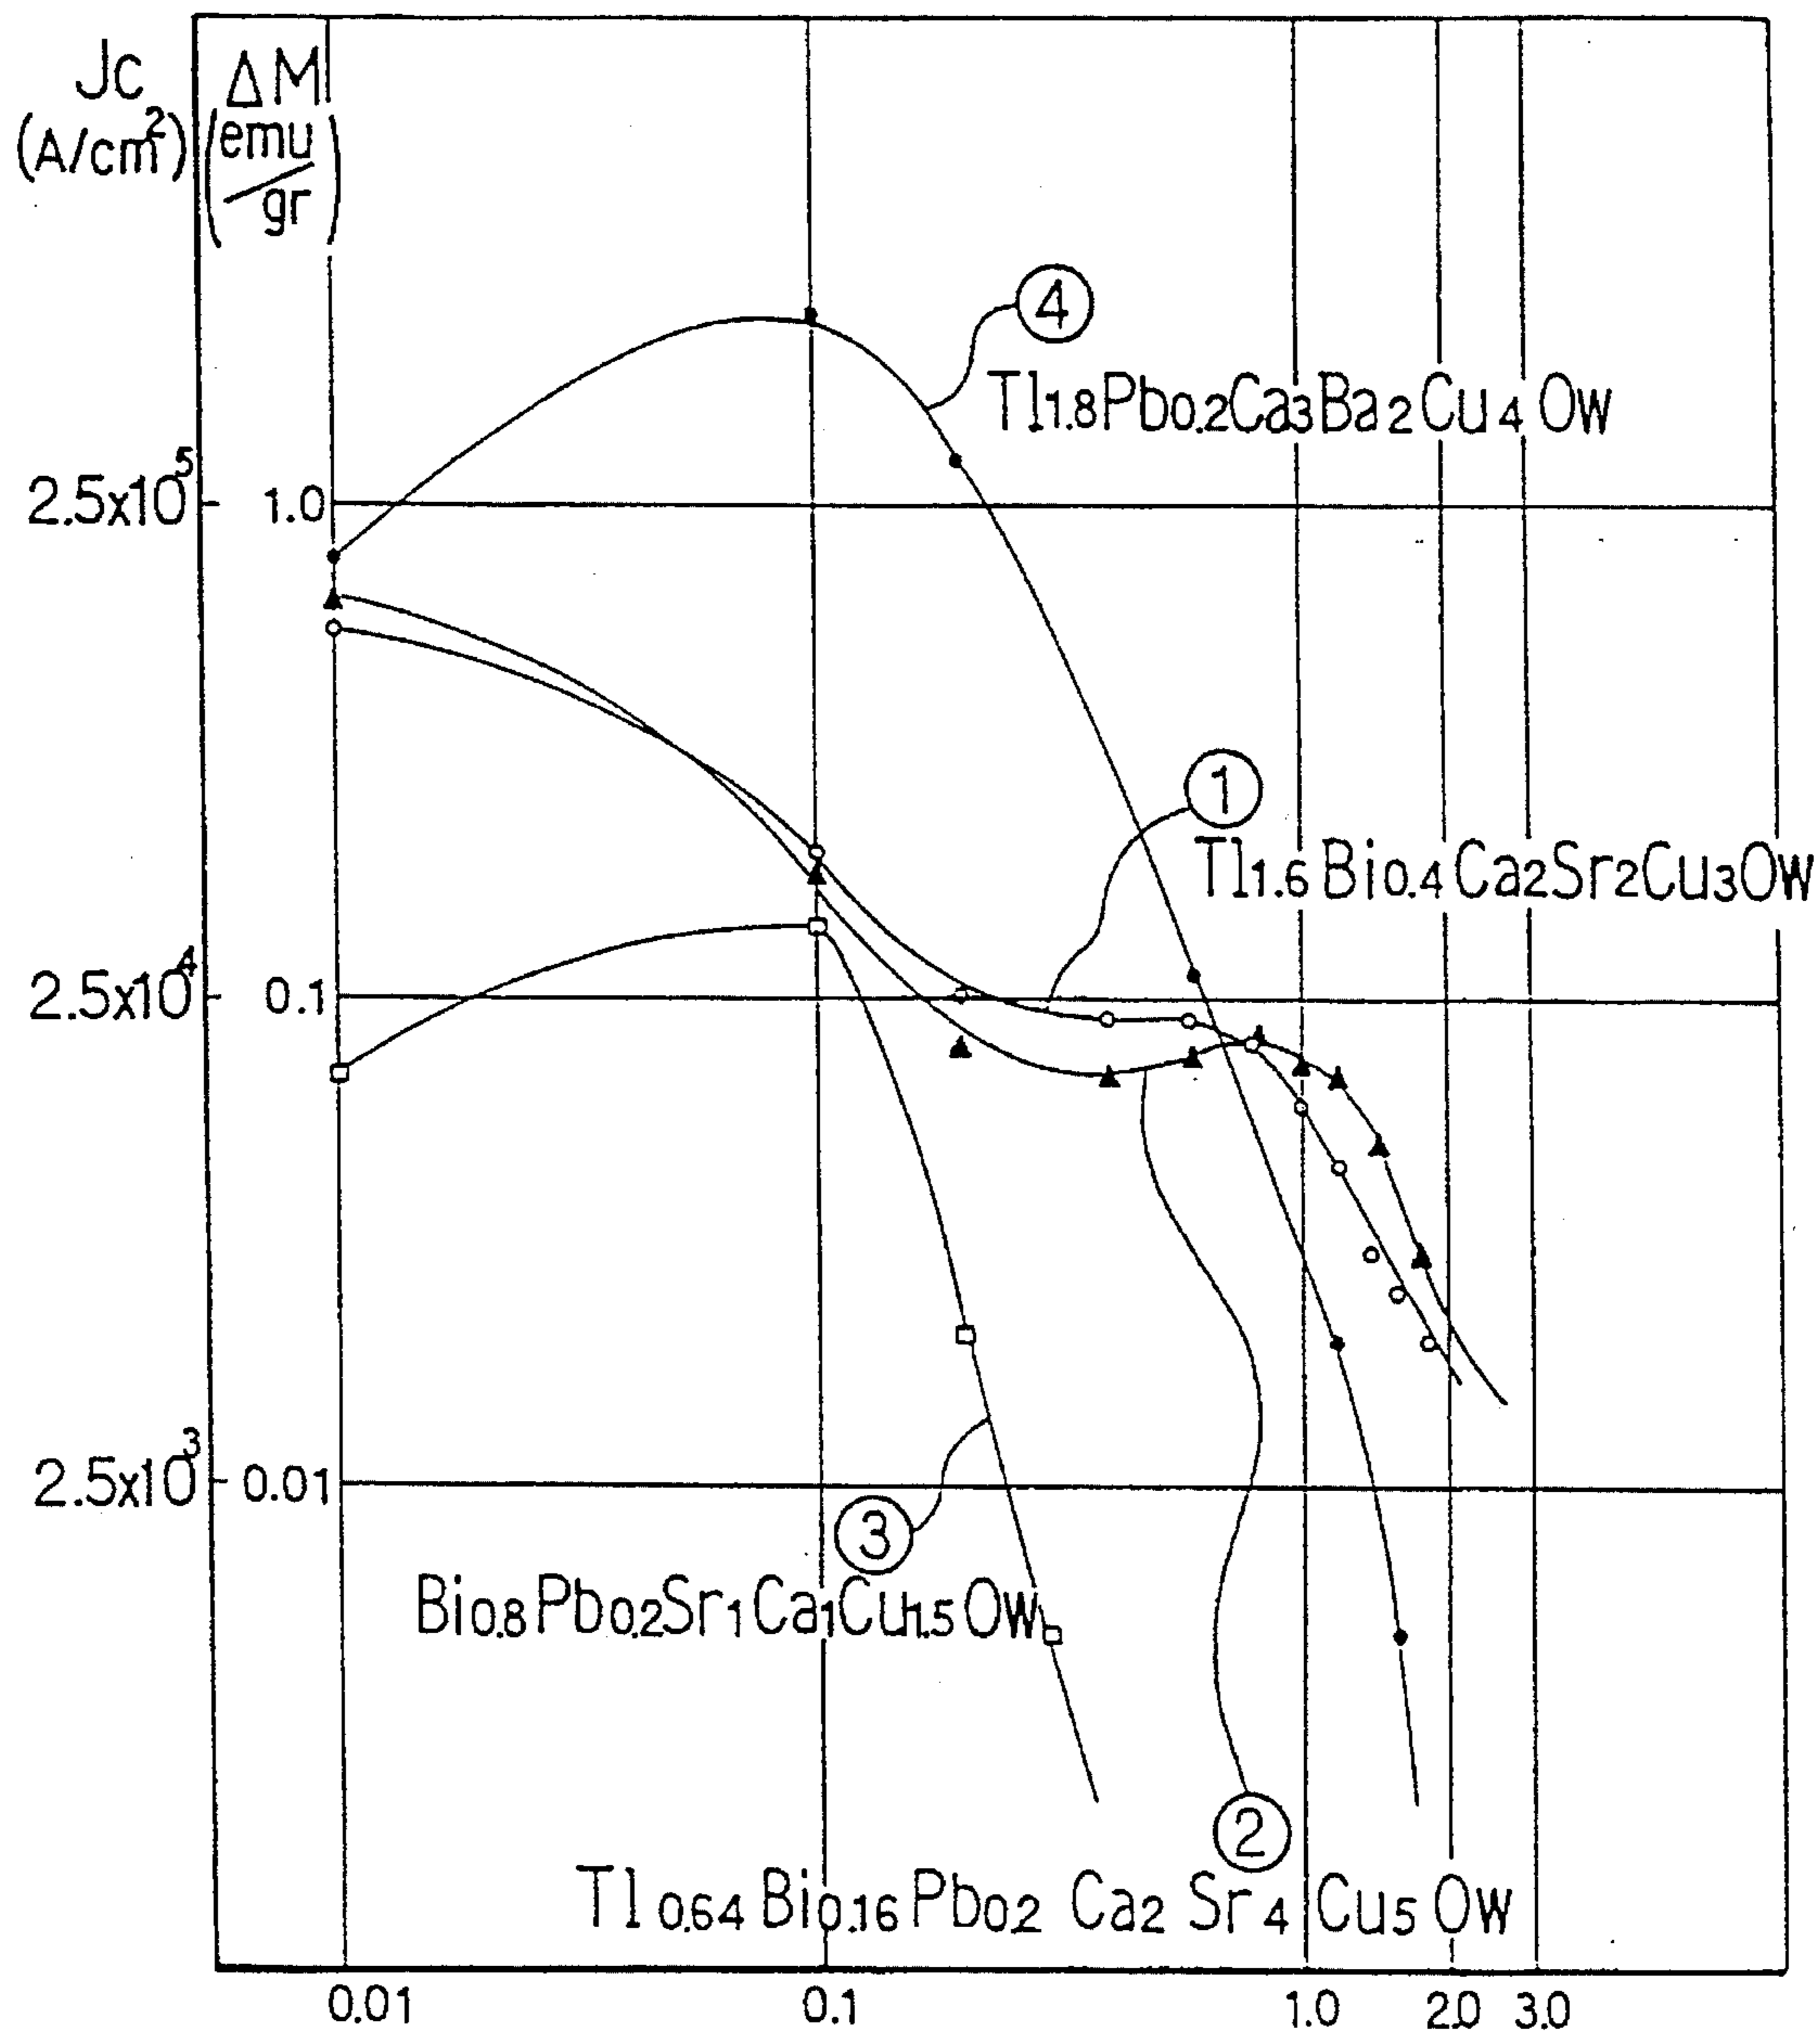 Jc
(A/cm²)
ΔM
(emu/gr)
④
Tl1.8Pb0.2Ca3Ba2Cu4Ow
2.5x10⁵
1.0
①
Tl1.6Bi0.4Ca2Sr2Cu3Ow
2.5x10⁴
0.1
2.5x10³
0.01
③
Bi0.8Pb0.2Sr1Ca1Cu1.5Ow
②
Tl0.64Bi0.16Pb0.2 Ca2 Sr4 Cu5 Ow
0.01 0.1 1.0 2.0 3.0